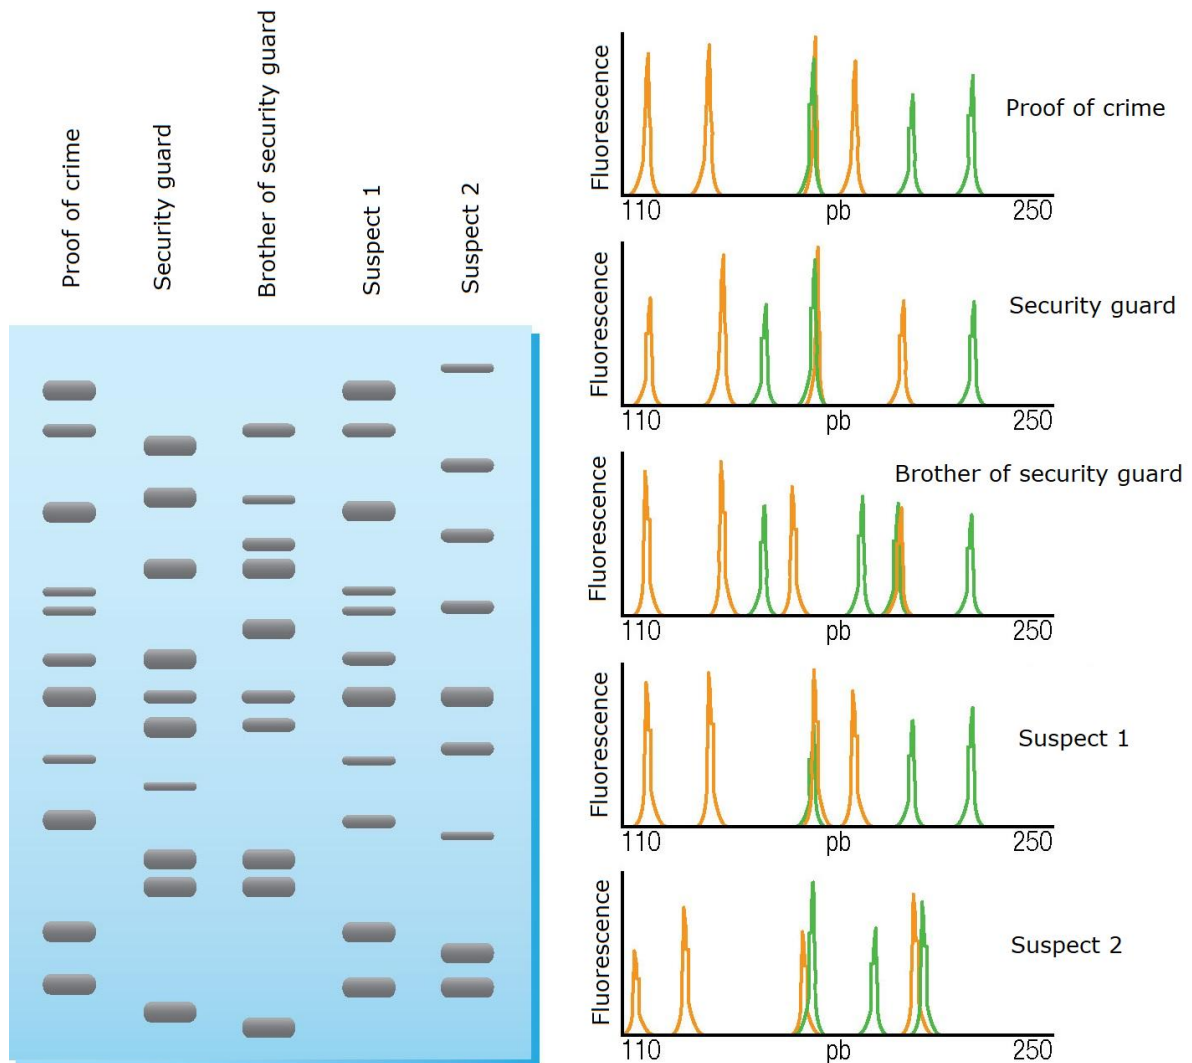 Proof of crime
Security guard
Brother of security guard
Suspect 1
Suspect 2
Fluorescence
Proof of crime
110 pb 250
Fluorescence
Security guard
110 pb 250
Fluorescence
Brother of security guard
110 pb 250
Fluorescence
Suspect 1
110 pb 250
Fluorescence
Suspect 2
110 pb 250